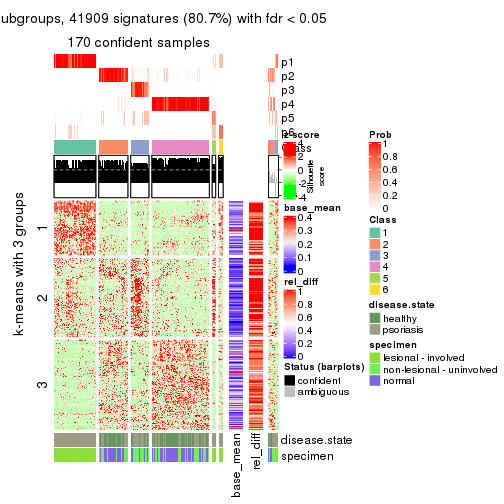 subgroups, 41909 signatures (80.7%) with fdr < 0.05
170 confident samples
p1
p2
p3
p4
p5
p6
Class
Silhouette
score
k-means with 3 groups
1
2
3
z-score
4
2
0
-2
-4
base_mean
0.4
0.3
0.2
0.1
0
rel_diff
1
0.8
0.6
0.4
0.2
0
Status (barplots)
confident
ambiguous
Prob
1
0.8
0.6
0.4
0.2
0
Class
1
2
3
4
5
6
disease.state
healthy
psoriasis
specimen
lesional - involved
non-lesional - uninvolved
normal
disease.state
specimen
base_mean
rel_diff